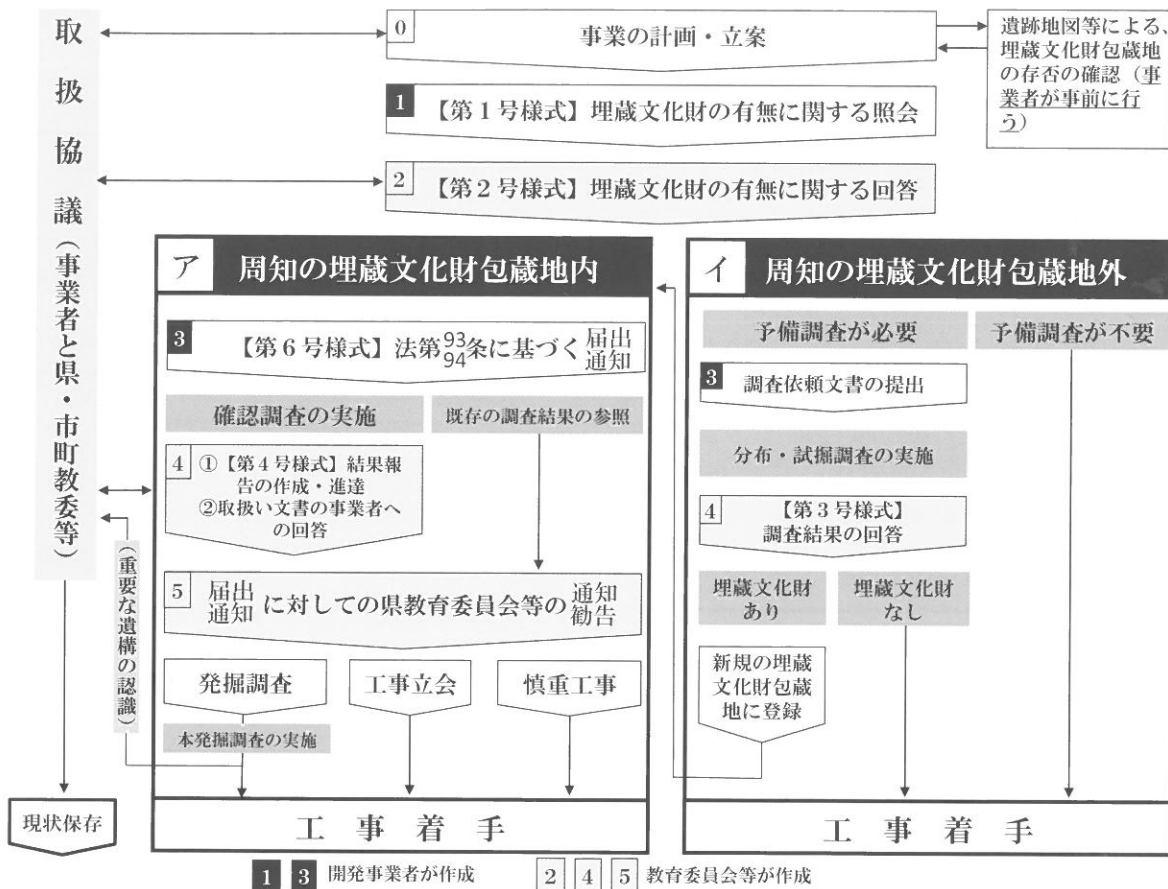 取扱協議(事業者と県・市町教委等)
0
事業の計画・立案
遺跡地図等による、
埋蔵文化財包蔵地
の存否の確認（事
業者が事前に行
う）
1
【第1号様式】埋蔵文化財の有無に関する照会
2
【第2号様式】埋蔵文化財の有無に関する回答
ア
周知の埋蔵文化財包蔵地内
3
【第6号様式】法第93条に基づく届出
94 通知
確認調査の実施
既存の調査結果の参照
4
①【第4号様式】結果報
告の作成・進達
②取扱い文書の事業者へ
の回答
5
届出 に対しての県教育委員会等の 通知
通知 勧告
発掘調査
工事立会
慎重工事
本発掘調査の実施
(重要な遺構の認識)
工事着手
現状保存
イ
周知の埋蔵文化財包蔵地外
予備調査が必要
予備調査が不要
3
調査依頼文書の提出
分布・試掘調査の実施
4
【第3号様式】
調査結果の回答
埋蔵文化財
あり
埋蔵文化財
なし
新規の埋蔵
文化財包蔵
地に登録
工事着手
1 3 開発事業者が作成
2 4 5 教育委員会等が作成